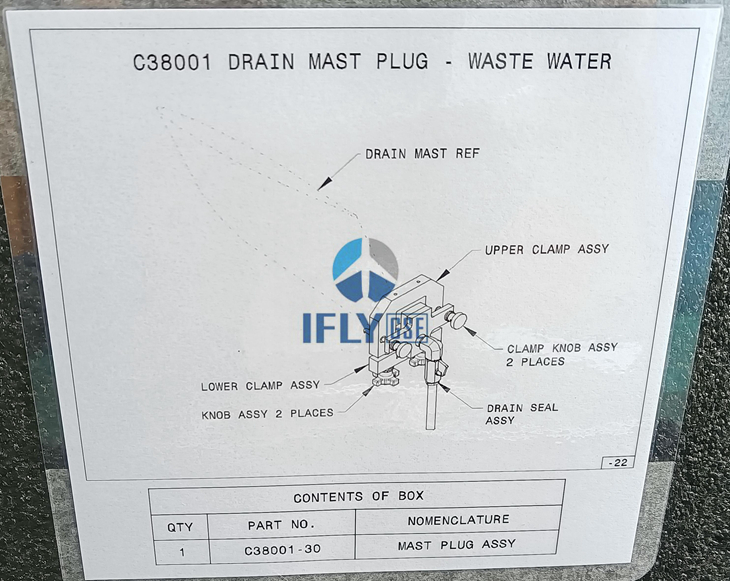 C38001 DRAIN MAST PLUG - WASTE WATER
DRAIN MAST REF
UPPER CLAMP ASSY
IFLY GSE
CLAMP KNOB ASSY
2 PLACES
LOWER CLAMP ASSY
KNOB ASSY 2 PLACES
DRAIN SEAL
ASSY
-22
CONTENTS OF BOX
QTY PART NO. NOMENCLATURE
1 C38001-30 MAST PLUG ASSY